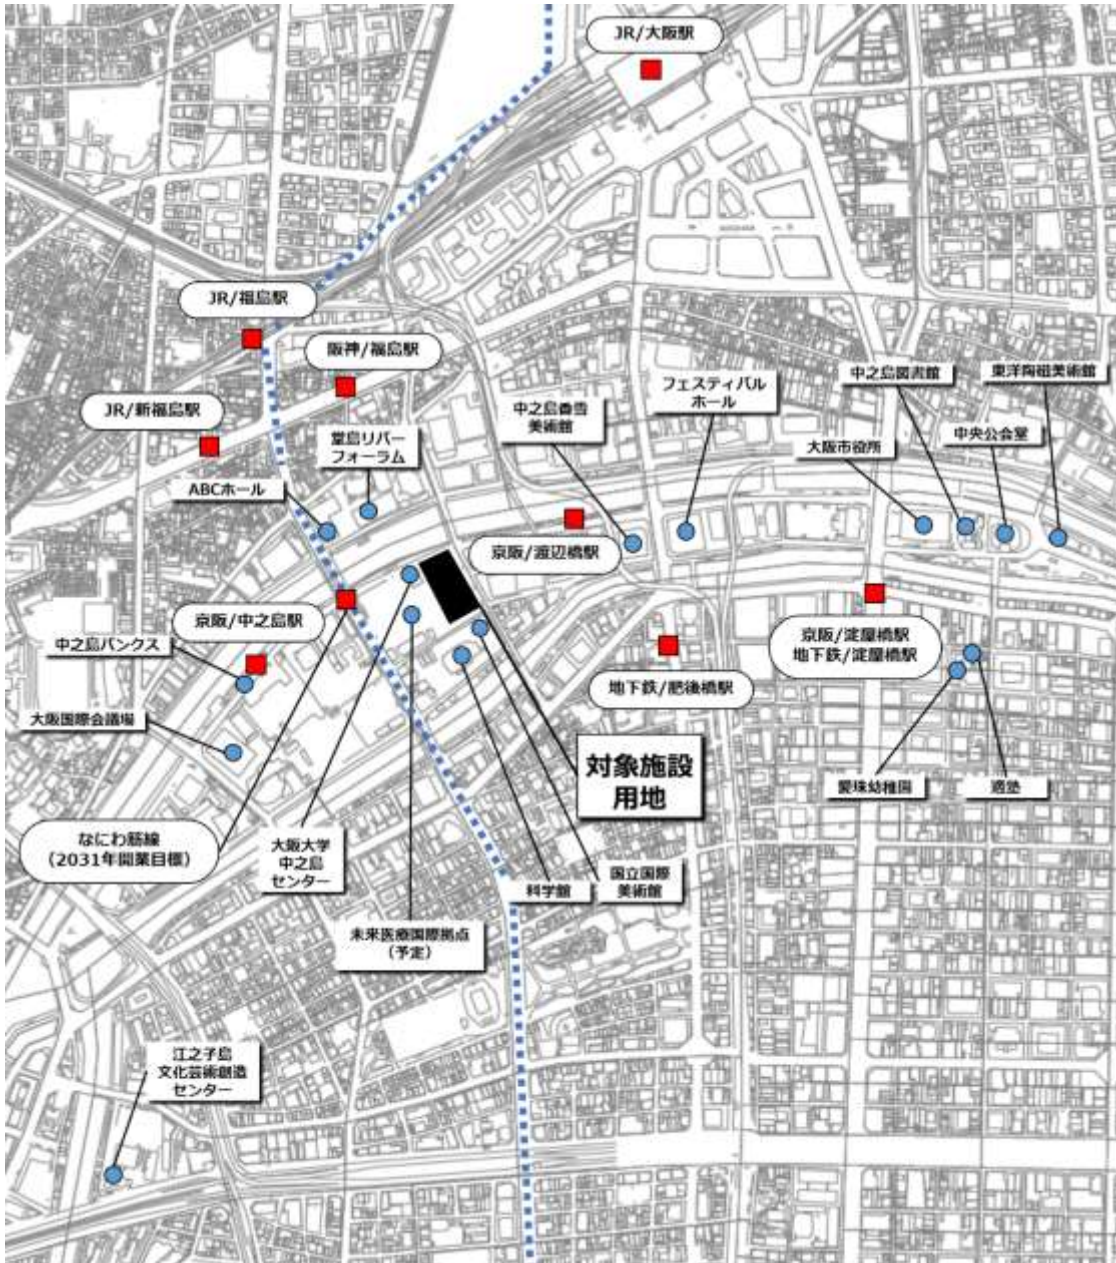 JR/大阪駅
JR/福島駅
阪神/福島駅
JR/新福島駅
堂島リバー
フォーラム
ABCホール
中之島香雪
美術館
フェスティバル
ホール
中之島図書館
東洋陶磁美術館
大阪市役所
中央公会堂
京阪/渡辺橋駅
京阪/中之島駅
中之島バンクス
大阪国際会議場
京阪/淀屋橋駅
地下鉄/淀屋橋駅
地下鉄/肥後橋駅
対象施設
用地
愛珠幼稚園
適塾
なにわ筋線
(2031年開業目標)
大阪大学
中之島
センター
科学館
国立国際
美術館
未来医療国際拠点
(予定)
江之子島
文化芸術創造
センター